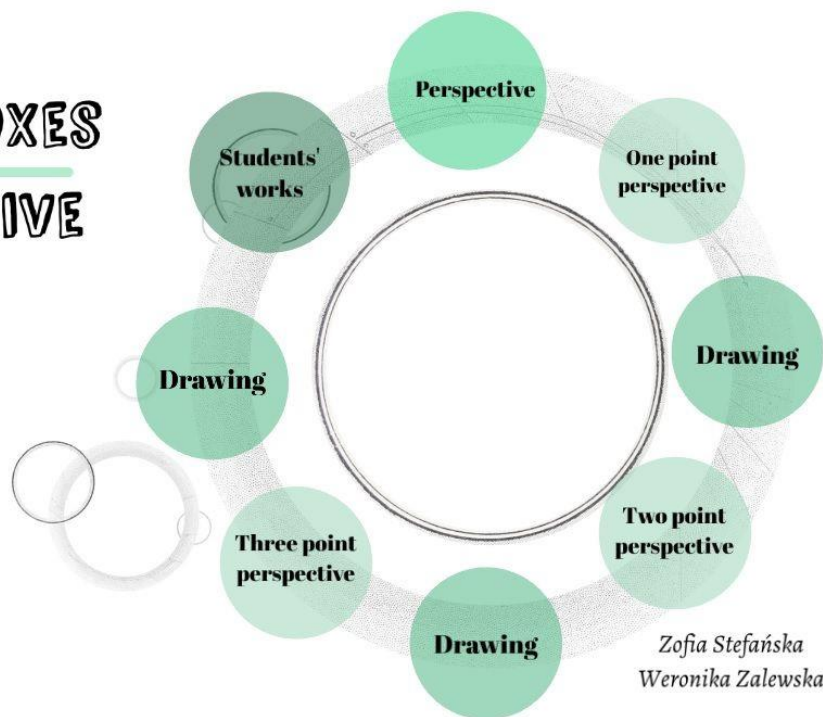 OXES
IVE
Perspective
One point
perspective
Drawing
Two point
perspective
Drawing
Three point
perspective
Drawing
Students'
works
Zofia Stefańska
Weronika Zalewska